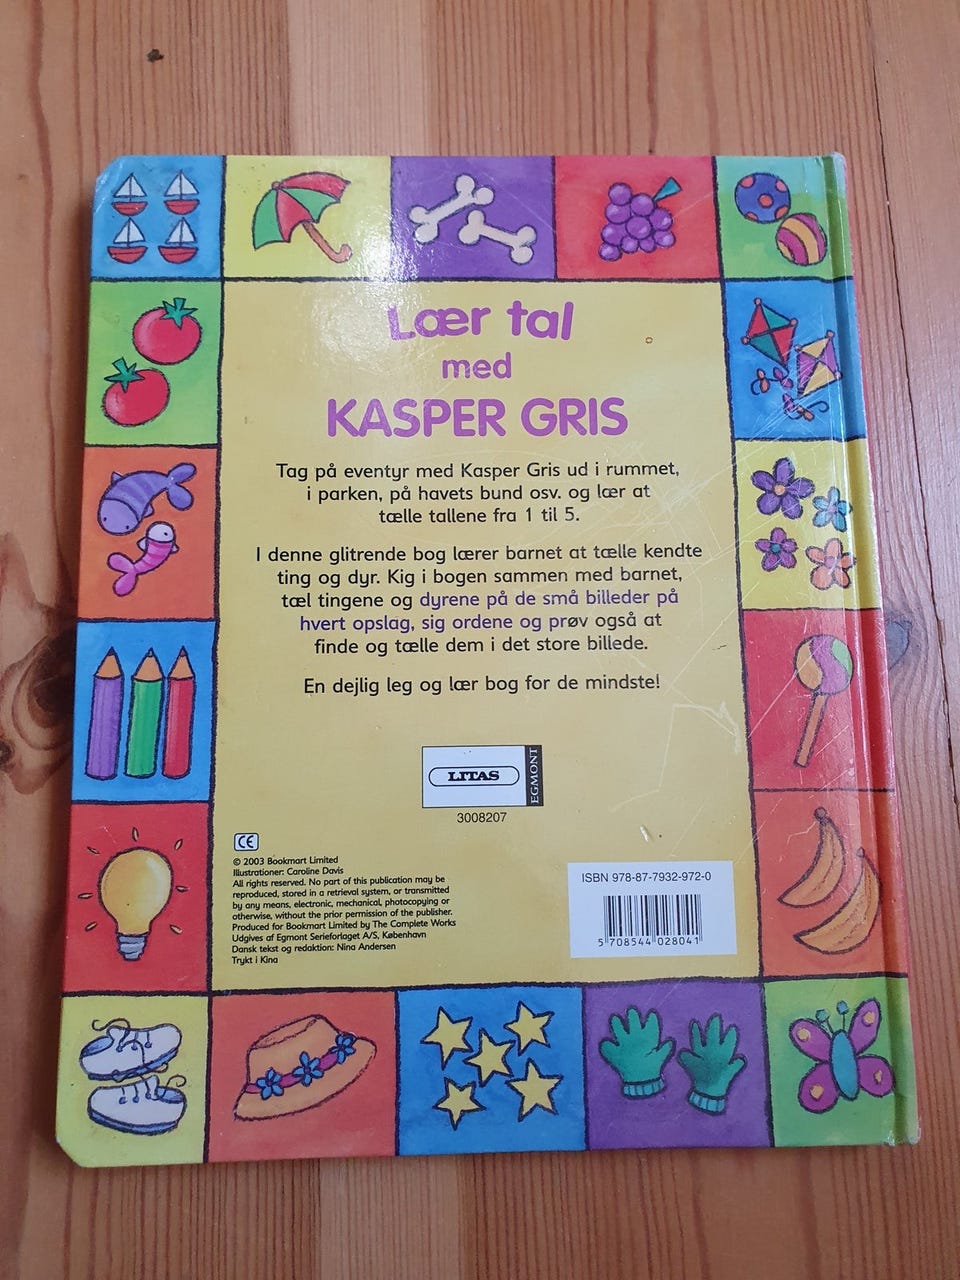 Lær tal
med
KASPER GRIS
Tag på eventyr med Kasper Gris ud i rummet,
i parken, på havets bund osv. og lær at
tælle tallene fra 1 til 5.
I denne glitrende bog lærer barnet at tælle kendte
ting og dyr. Kig i bogen sammen med barnet,
tæl tingene og dyrene på de små billeder på
hvert opslag, sig ordene og prøv også at
finde og tælle dem i det store billede.
En dejlig leg og lær bog for de mindste!
LITAS
EGMONT
3008207
CE
© 2003 Bookmart Limited
Illustrationer: Caroline Davis
All rights reserved. No part of this publication may be
reproduced, stored in a retrieval system, or transmitted
by any means, electronic, mechanical, photocopying or
otherwise, without the prior permission of the publisher.
Produced for Bookmart Limited by The Complete Works
Udgives af Egmont Serieforlaget A/S, København
Dansk tekst og redaktion: Nina Andersen
Trykt i Kina
ISBN 978-87-7932-972-0
5 708544 028041